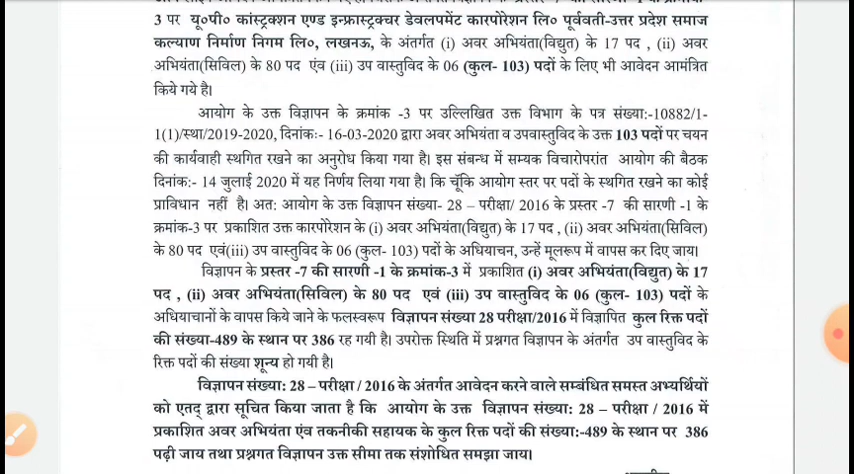 3 पर यू०पी० कांस्ट्रक्शन एण्ड इन्फ्रास्ट्रक्चर डेवलपमेंट कारपोरेशन लि० पूर्ववती-उत्तर प्रदेश समाज
कल्याण निर्माण निगम लि०, लखनऊ, के अंतर्गत (i) अवर अभियंता(विद्युत) के 17 पद , (ii) अवर
अभियंता(सिविल) के 80 पद एंव (iii) उप वास्तुविद के 06 (कुल- 103) पदों के लिए भी आवेदन आमंत्रित
किये गये है।
आयोग के उक्त विज्ञापन के क्रमांक -3 पर उल्लिखित उक्त विभाग के पत्र संख्या:-10882/1-
1(1)/स्था/2019-2020, दिनांक:- 16-03-2020 द्वारा अवर अभियंता व उपवास्तुविद के उक्त 103 पदों पर चयन
की कार्यवाही स्थगित रखने का अनुरोध किया गया है। इस संबन्ध में सम्यक विचारोपरांत आयोग की बैठक
दिनांक:- 14 जुलाई 2020 में यह निर्णय लिया गया है। कि चूँकि आयोग स्तर पर पदों के स्थगित रखने का कोई
प्राविधान नहीं है। अत: आयोग के उक्त विज्ञापन संख्या- 28 – परीक्षा/ 2016 के प्रस्तर -7 की सारणी -1 के
क्रमांक-3 पर प्रकाशित उक्त कारपोरेशन के (i) अवर अभियंता(विद्युत) के 17 पद , (ii) अवर अभियंता(सिविल)
के 80 पद एवं(iii) उप वास्तुविद के 06 (कुल- 103) पदों के अधियाचन, उन्हें मूलरूप में वापस कर दिए जाय।
विज्ञापन के प्रस्तर -7 की सारणी -1 के क्रमांक-3 में प्रकाशित (i) अवर अभियंता(विद्युत) के 17
पद , (ii) अवर अभियंता(सिविल) के 80 पद एवं (iii) उप वास्तुविद के 06 (कुल- 103) पदों के
अधियाचानों के वापस किये जाने के फलस्वरूप विज्ञापन संख्या 28 परीक्षा/2016 में विज्ञापित कुल रिक्त पदों
की संख्या-489 के स्थान पर 386 रह गयी है। उपरोक्त स्थिति में प्रश्नगत विज्ञापन के अंतर्गत उप वास्तुविद के
रिक्त पदों की संख्या शून्य हो गयी है।
विज्ञापन संख्या: 28 – परीक्षा / 2016 के अंतर्गत आवेदन करने वाले सम्बंधित समस्त अभ्यर्थियों
को एतद् द्वारा सूचित किया जाता है कि आयोग के उक्त विज्ञापन संख्या: 28 – परीक्षा / 2016 में
प्रकाशित अवर अभियंता एंव तकनीकी सहायक के कुल रिक्त पदों की संख्या:-489 के स्थान पर 386
पढ़ी जाय तथा प्रश्नगत विज्ञापन उक्त सीमा तक संशोधित समझा जाय।